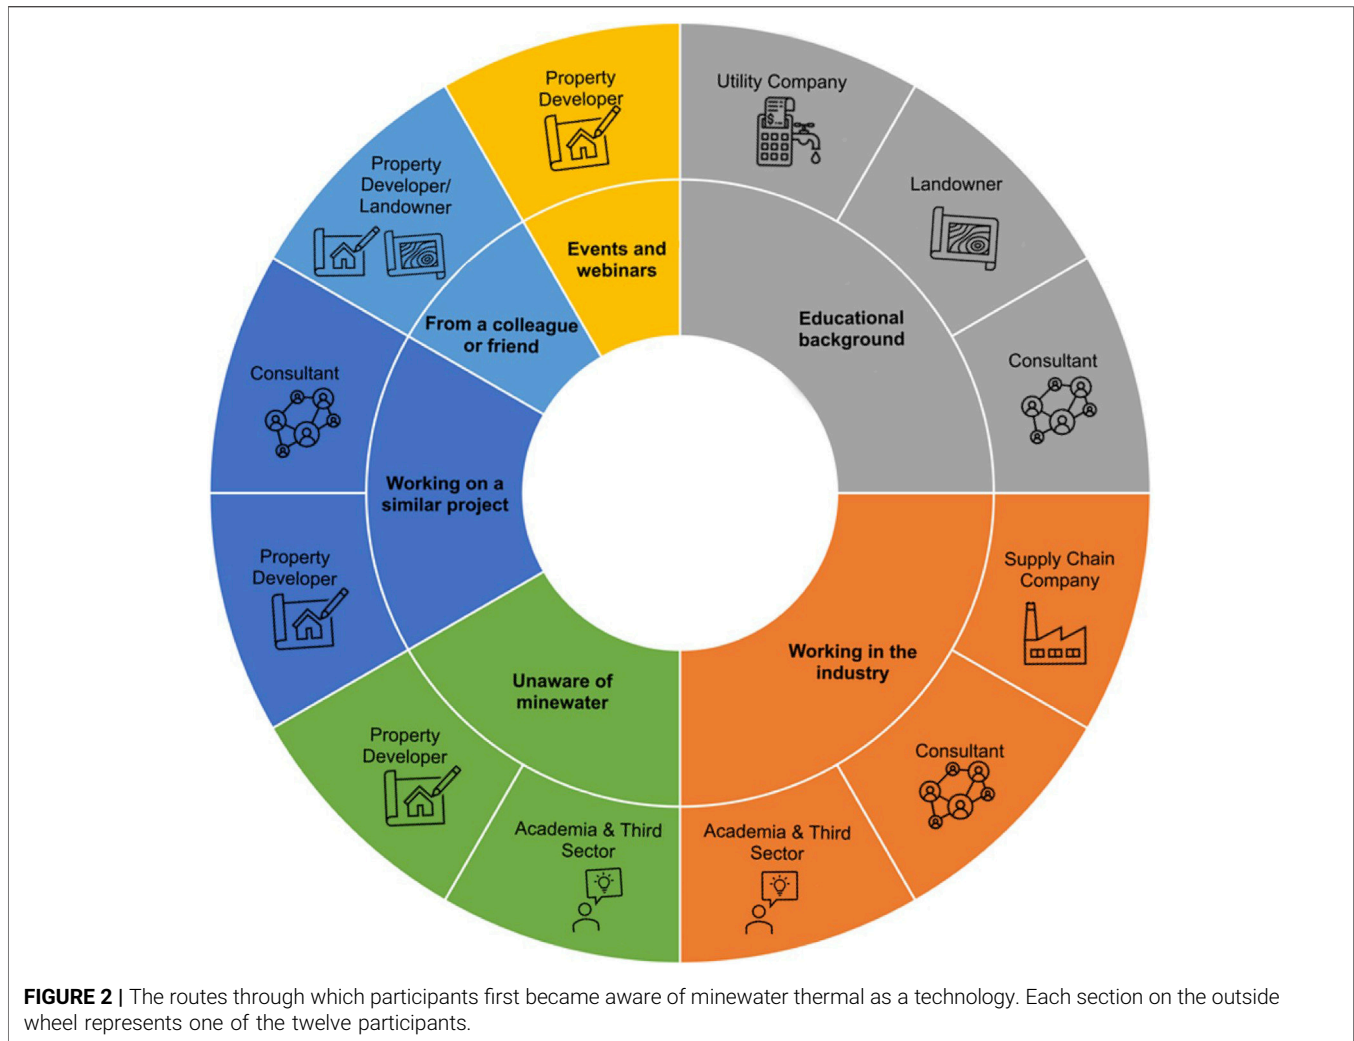 Property
Developer
Utility Company
Landowner
Consultant
Supply Chain
Company
Consultant
Academia & Third
Sector
Academia & Third
Sector
Property
Developer
Property
Developer
Consultant
Property
Developer/
Landowner
Events and
webinars
Educational
background
Working in the
industry
Unaware of
minewater
Working on a
similar project
From a colleague
or friend
$
FIGURE 2 | The routes through which participants first became aware of minewater thermal as a technology. Each section on the outside
wheel represents one of the twelve participants.